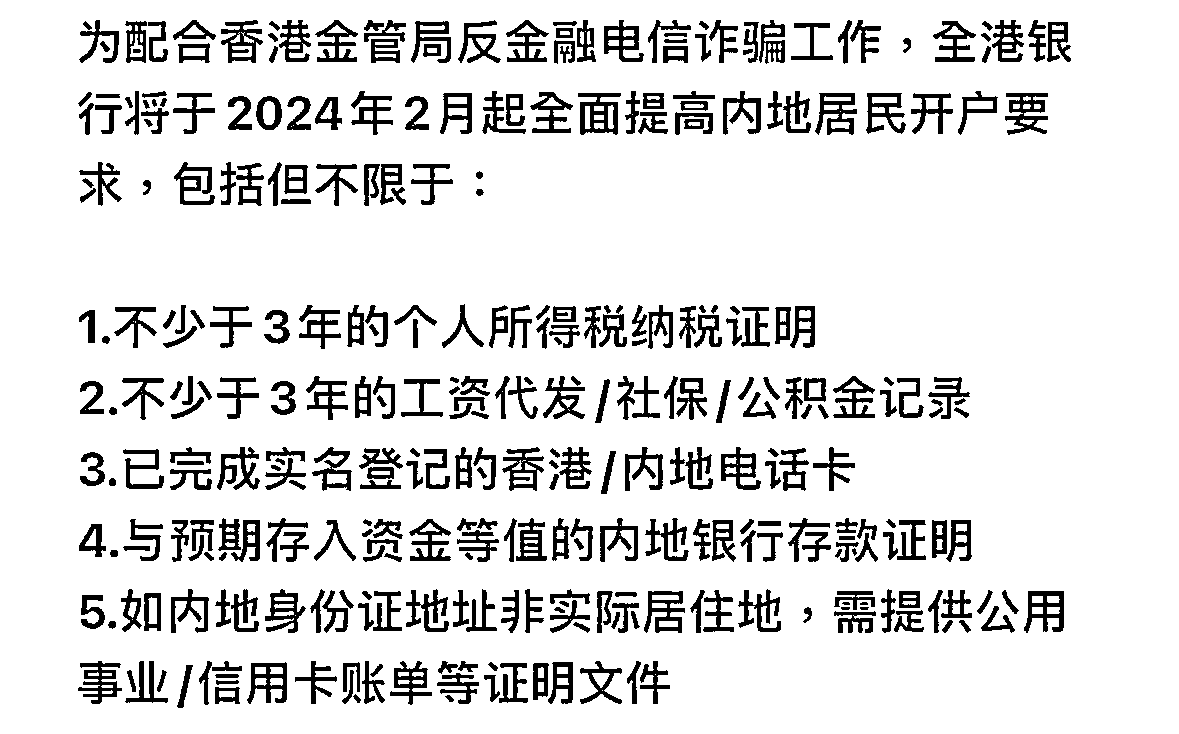 为配合香港金管局反金融电信诈骗工作，全港银
行将于2024年2月起全面提高内地居民开户要
求，包括但不限于：
1.不少于3年的个人所得税纳税证明
2.不少于3年的工资代发/社保/公积金记录
3.已完成实名登记的香港/内地电话卡
4.与预期存入资金等值的内地银行存款证明
5.如内地身份证地址非实际居住地，需提供公用
事业/信用卡账单等证明文件